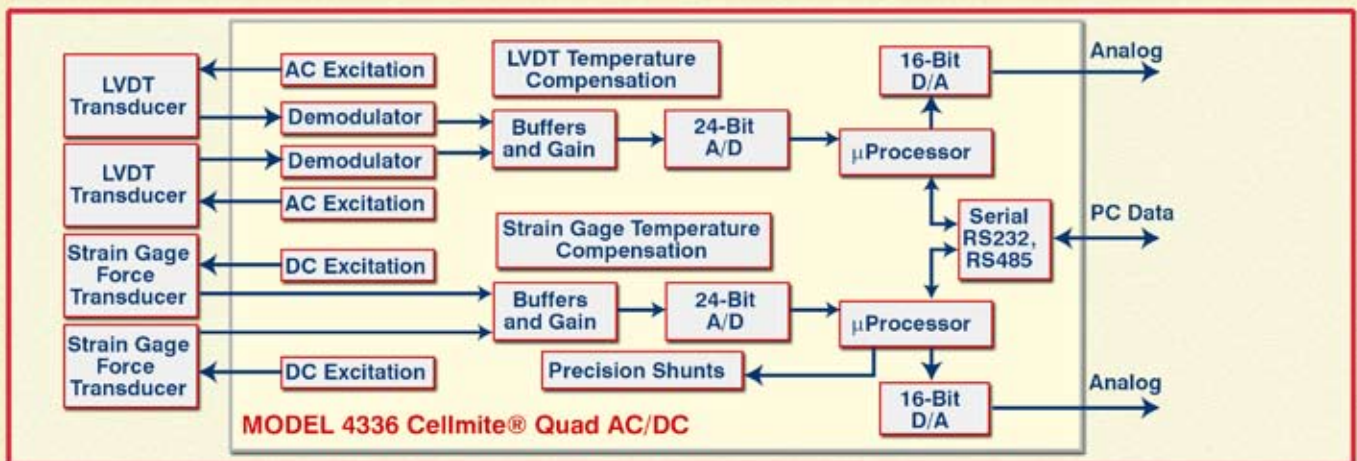 LVDT
Transducer
AC Excitation
Demodulator
LVDT Temperature
Compensation
Buffers
and Gain
24-Bit
A/D
16-Bit
D/A
Analog
µProcessor
LVDT
Transducer
Demodulator
AC Excitation
Strain Gage Temperature
Compensation
Serial
RS232,
RS485
PC Data
Strain Gage
Force
Transducer
DC Excitation
Buffers
and Gain
24-Bit
A/D
µProcessor
Strain Gage
Force
Transducer
DC Excitation
Precision Shunts
16-Bit
D/A
Analog
MODEL 4336 Cellmite® Quad AC/DC